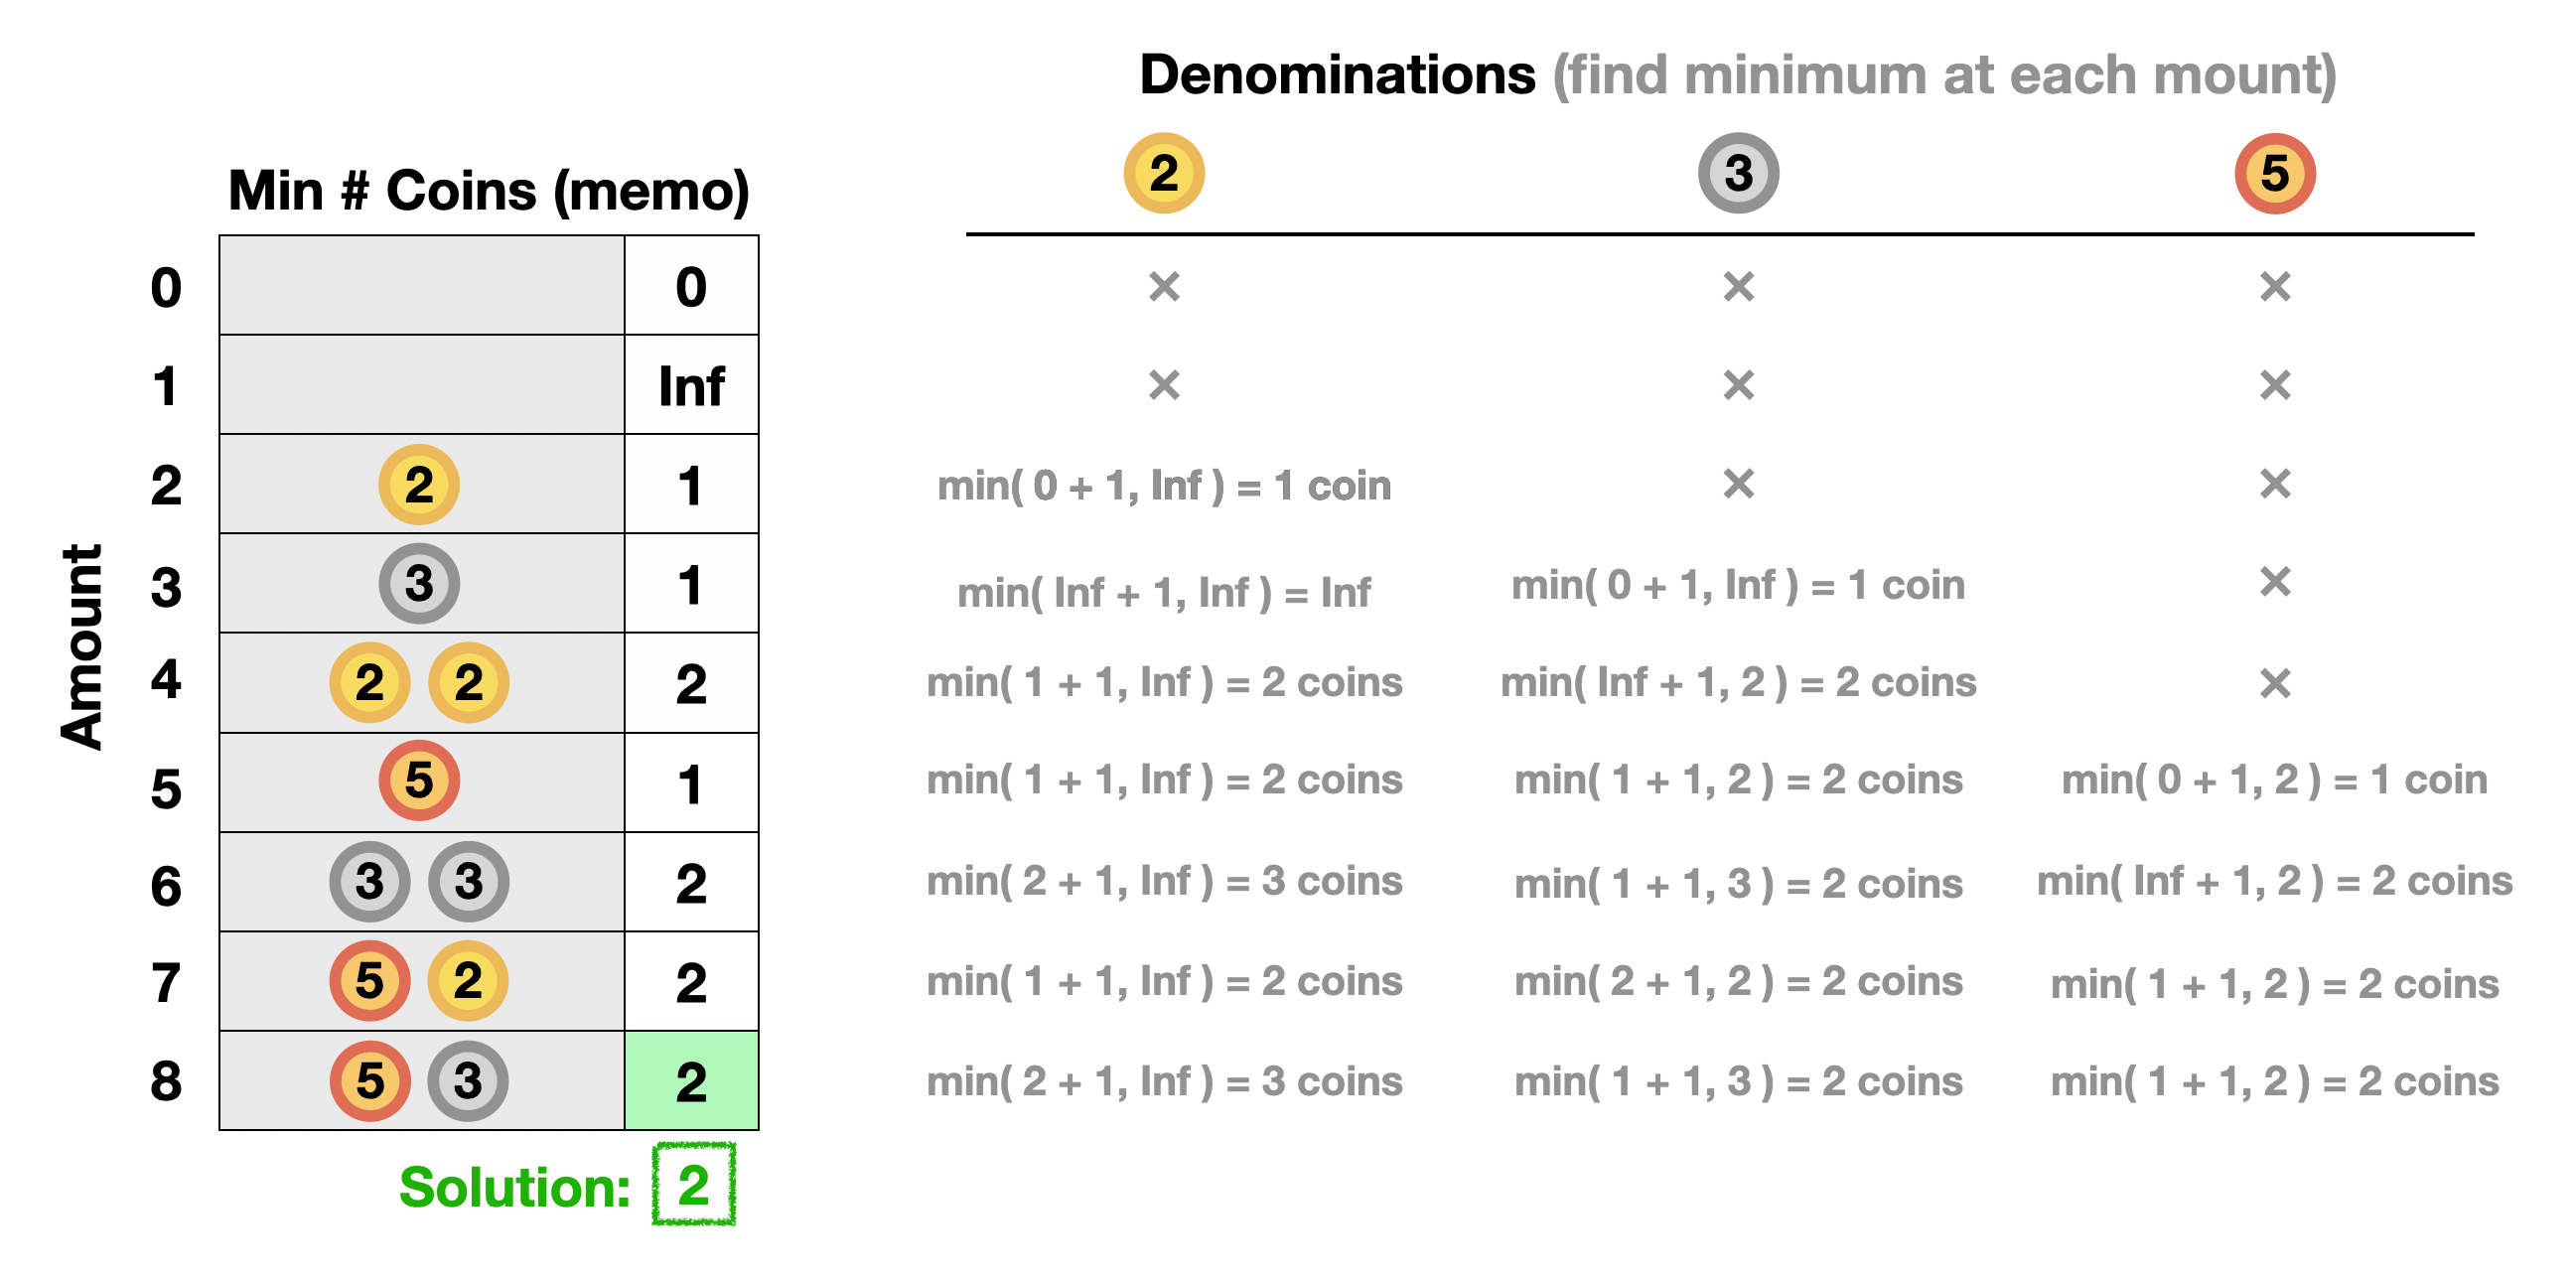 Denominations (find minimum at each mount)
Min # Coins (memo) 2 3 5
Amount
0 0 × × ×
1 Inf × × ×
2 2 1 min( 0 + 1, Inf ) = 1 coin × ×
3 3 1 min( Inf + 1, Inf ) = Inf min( 0 + 1, Inf ) = 1 coin ×
4 2 2 2 min( 1 + 1, Inf ) = 2 coins min( Inf + 1, 2 ) = 2 coins ×
5 5 1 min( 1 + 1, Inf ) = 2 coins min( 1 + 1, 2 ) = 2 coins min( 0 + 1, 2 ) = 1 coin
6 3 3 2 min( 2 + 1, Inf ) = 3 coins min( 1 + 1, 3 ) = 2 coins min( Inf + 1, 2 ) = 2 coins
7 5 2 2 min( 1 + 1, Inf ) = 2 coins min( 2 + 1, 2 ) = 2 coins min( 1 + 1, 2 ) = 2 coins
8 5 3 2 min( 2 + 1, Inf ) = 3 coins min( 1 + 1, 3 ) = 2 coins min( 1 + 1, 2 ) = 2 coins
Solution: 2